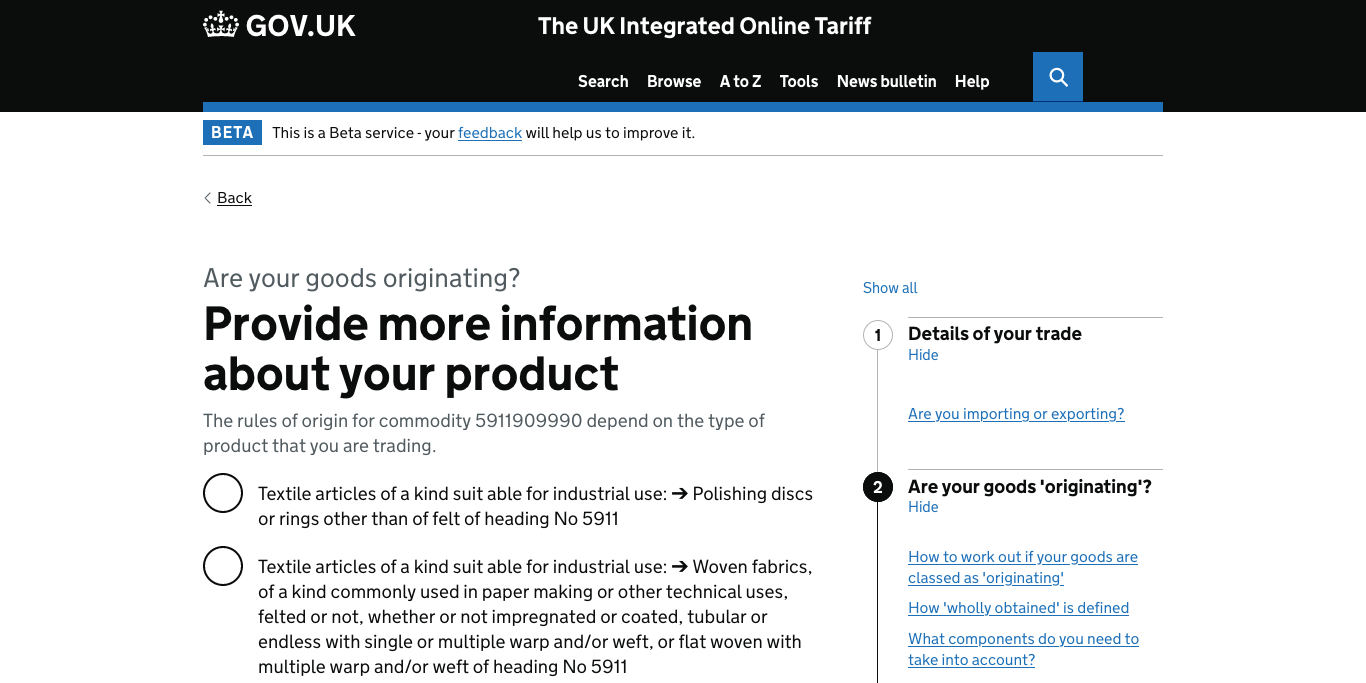 GOV.UK
The UK Integrated Online Tariff
Search Browse A to Z Tools News bulletin Help
BETA This is a Beta service - your feedback will help us to improve it.
Back
Are your goods originating?
Provide more information
about your product
The rules of origin for commodity 5911909990 depend on the type of
product that you are trading.
Textile articles of a kind suit able for industrial use: ➔ Polishing discs
or rings other than of felt of heading No 5911
Textile articles of a kind suit able for industrial use: ➔ Woven fabrics,
of a kind commonly used in paper making or other technical uses,
felted or not, whether or not impregnated or coated, tubular or
endless with single or multiple warp and/or weft, or flat woven with
multiple warp and/or weft of heading No 5911
Show all
1 Details of your trade
Hide
Are you importing or exporting?
2 Are your goods 'originating'?
Hide
How to work out if your goods are
classed as 'originating'
How 'wholly obtained' is defined
What components do you need to
take into account?